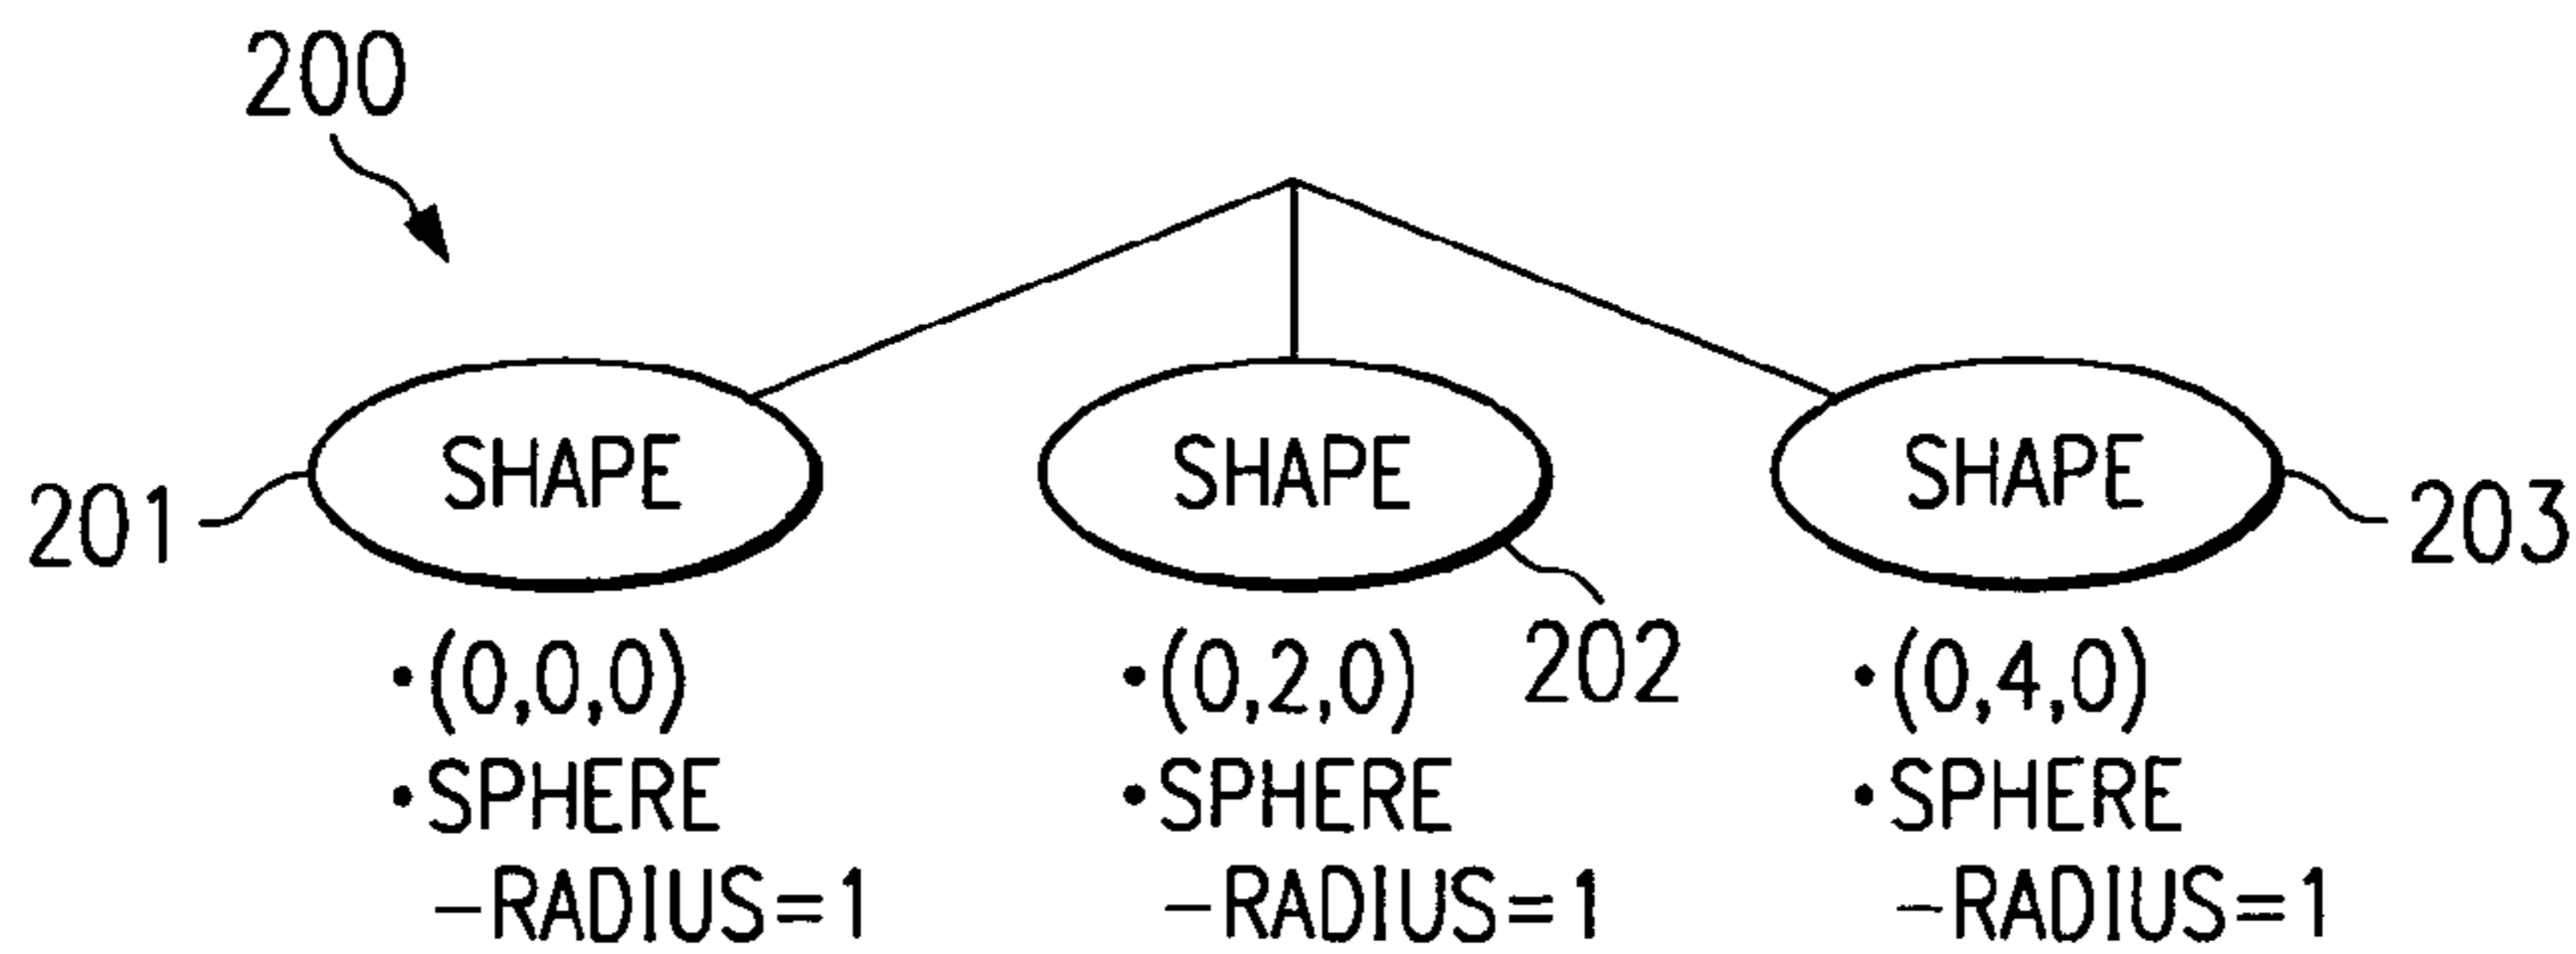 200
SHAPE SHAPE SHAPE
201 203
202
•(0,0,0) •(0,2,0) •(0,4,0)
•SPHERE •SPHERE •SPHERE
–RADIUS=1 –RADIUS=1 –RADIUS=1